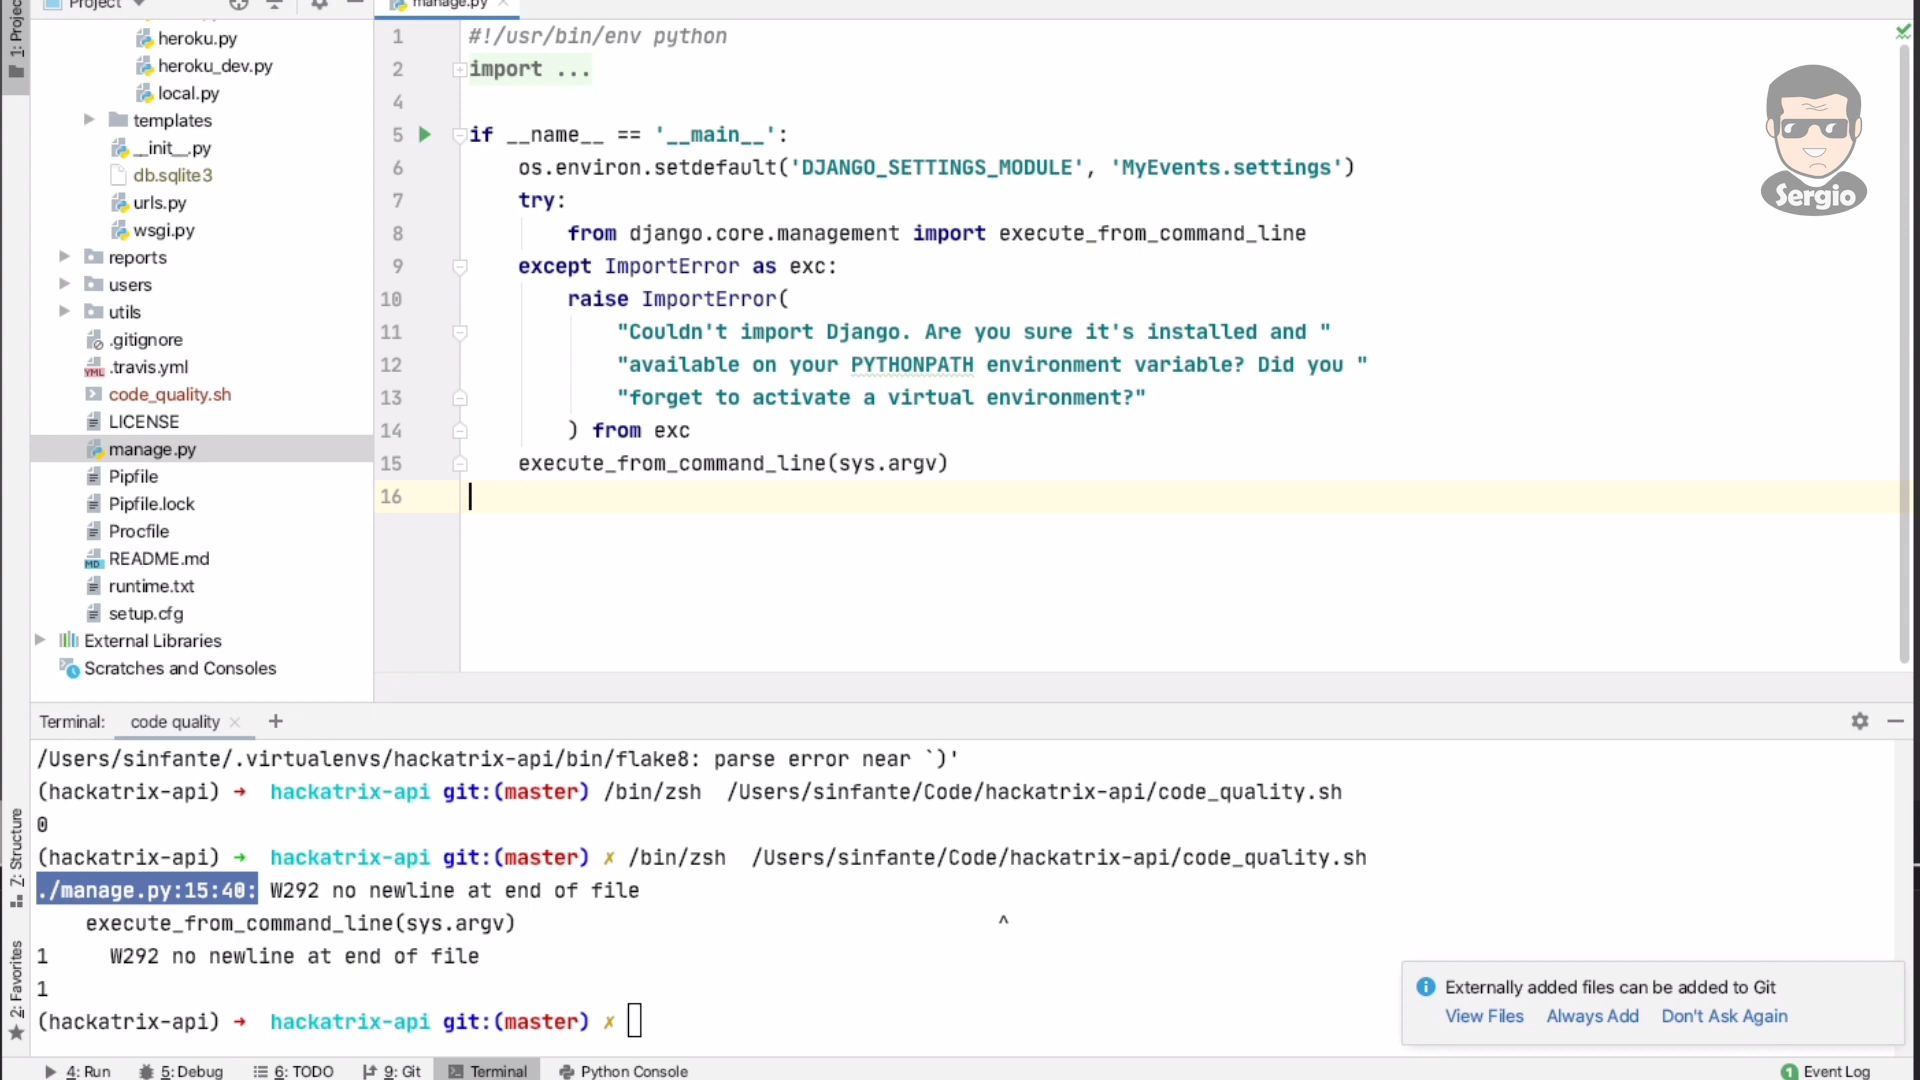 Project
manage.py
1: Project
heroku.py
heroku_dev.py
local.py
templates
__init__.py
db.sqlite3
urls.py
wsgi.py
reports
users
utils
.gitignore
.travis.yml
code_quality.sh
LICENSE
manage.py
Pipfile
Pipfile.lock
Procfile
README.md
runtime.txt
setup.cfg
External Libraries
Scratches and Consoles
1 #!/usr/bin/env python
2 import ...
4
5 if __name__ == '__main__':
6 os.environ.setdefault('DJANGO_SETTINGS_MODULE', 'MyEvents.settings')
7 try:
8 from django.core.management import execute_from_command_line
9 except ImportError as exc:
10 raise ImportError(
11 "Couldn't import Django. Are you sure it's installed and "
12 "available on your PYTHONPATH environment variable? Did you "
13 "forget to activate a virtual environment?"
14 ) from exc
15 execute_from_command_line(sys.argv)
16
Sergio
Terminal: code quality
/Users/sinfante/.virtualenvs/hackatrix-api/bin/flake8: parse error near `)'
(hackatrix-api) → hackatrix-api git:(master) /bin/zsh /Users/sinfante/Code/hackatrix-api/code_quality.sh
0
(hackatrix-api) → hackatrix-api git:(master) ✗ /bin/zsh /Users/sinfante/Code/hackatrix-api/code_quality.sh
./manage.py:15:40: W292 no newline at end of file
execute_from_command_line(sys.argv)
^
1 W292 no newline at end of file
1
(hackatrix-api) → hackatrix-api git:(master) ✗
Z: Structure
2: Favorites
Externally added files can be added to Git
View Files Always Add Don't Ask Again
4: Run 5: Debug 6: TODO 9: Git Terminal Python Console 1 Event Log